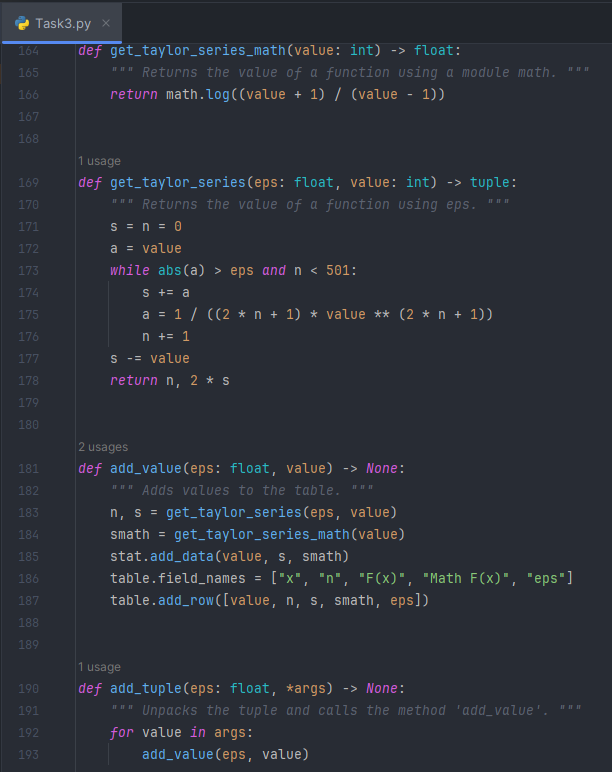 Task3.py ×
164 def get_taylor_series_math(value: int) -> float:
165     """ Returns the value of a function using a module math. """
166     return math.log((value + 1) / (value - 1))
167
168
1 usage
169 def get_taylor_series(eps: float, value: int) -> tuple:
170     """ Returns the value of a function using eps. """
171     s = n = 0
172     a = value
173     while abs(a) > eps and n < 501:
174         s += a
175         a = 1 / ((2 * n + 1) * value ** (2 * n + 1))
176         n += 1
177     s -= value
178     return n, 2 * s
179
180
2 usages
181 def add_value(eps: float, value) -> None:
182     """ Adds values to the table. """
183     n, s = get_taylor_series(eps, value)
184     smath = get_taylor_series_math(value)
185     stat.add_data(value, s, smath)
186     table.field_names = ["x", "n", "F(x)", "Math F(x)", "eps"]
187     table.add_row([value, n, s, smath, eps])
188
189
1 usage
190 def add_tuple(eps: float, *args) -> None:
191     """ Unpacks the tuple and calls the method 'add_value'. """
192     for value in args:
193         add_value(eps, value)